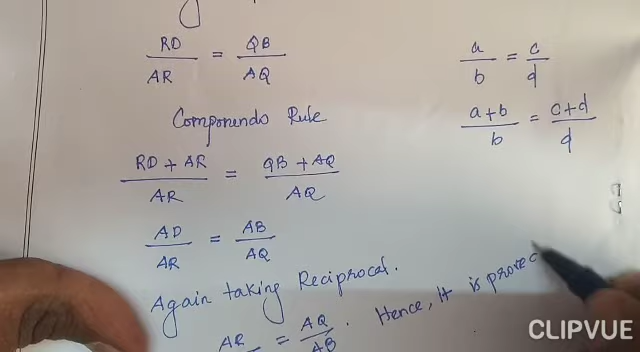 RD/AR = QB/AQ
a/b = c/d
Componendo Rule
(a+b)/b = (c+d)/d
(RD + AR)/AR = (QB + AQ)/AQ
AD/AR = AB/AQ
Again taking Reciprocal.
AR = AQ/AB . Hence, It is proved
CLIPVUE